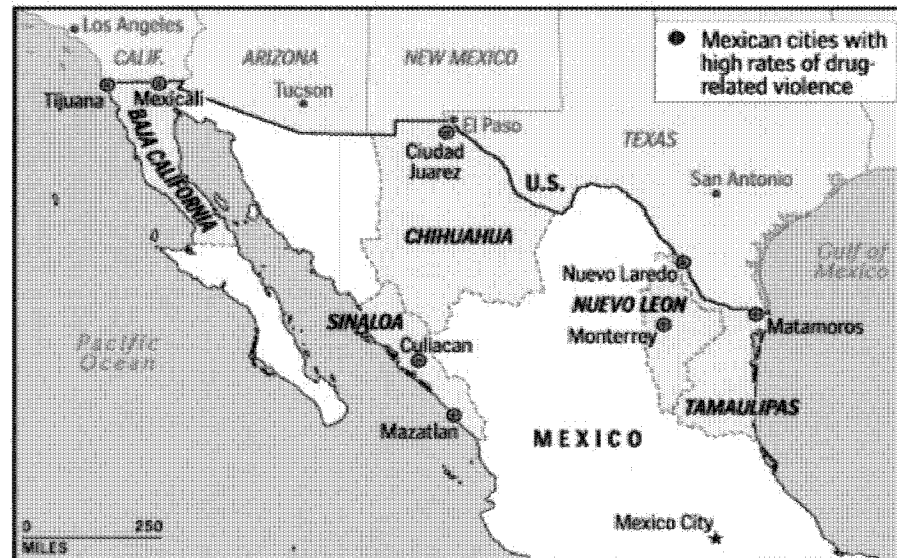 Los Angeles
CALIF.
ARIZONA
NEW MEXICO
Mexican cities with
high rates of drug-
related violence
Tijuana
Mexicali
Tucson
El Paso
BAJA CALIFORNIA
Ciudad
Juarez
TEXAS
U.S.
San Antonio
CHIHUAHUA
Gulf of
Mexico
Nuevo Laredo
NUEVO LEON
SINALOA
Monterrey
Matamoros
Pacific
Ocean
Culiacan
TAMAULIPAS
Mazatlan
MEXICO
0 250
MILES
Mexico City